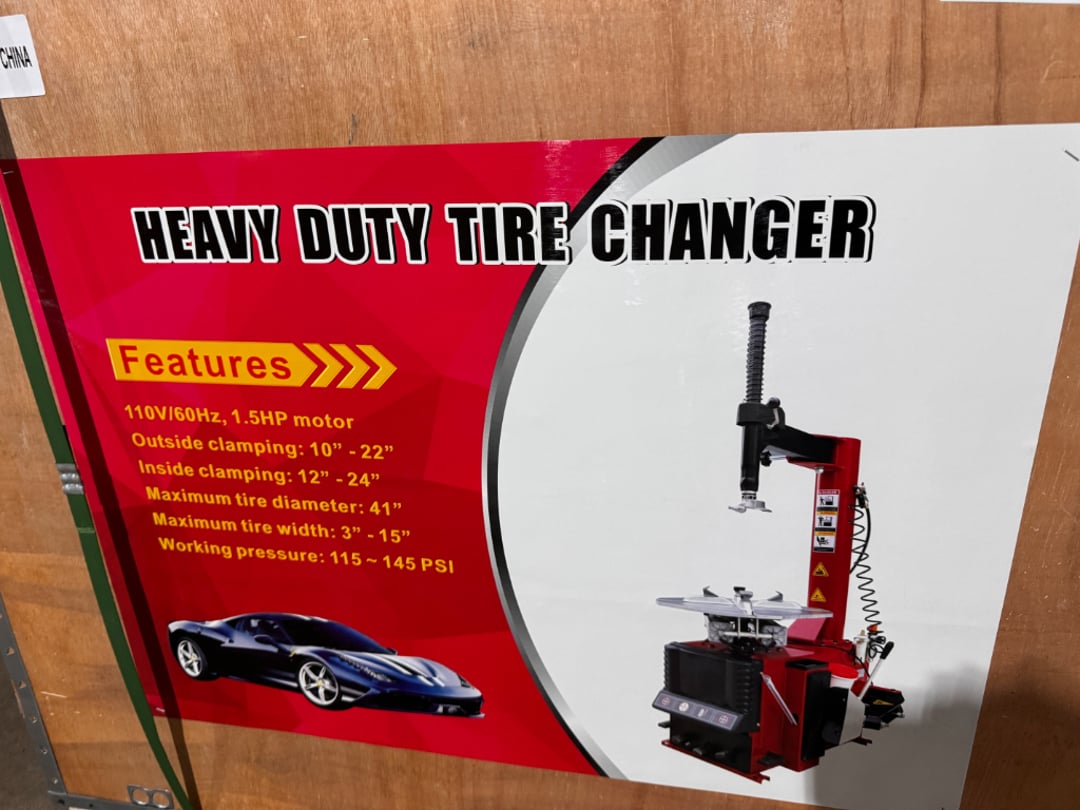 CHINA
HEAVY DUTY TIRE CHANGER
Features
110V/60Hz, 1.5HP motor
Outside clamping: 10” - 22”
Inside clamping: 12” - 24”
Maximum tire diameter: 41”
Maximum tire width: 3” - 15”
Working pressure: 115 ~ 145 PSI